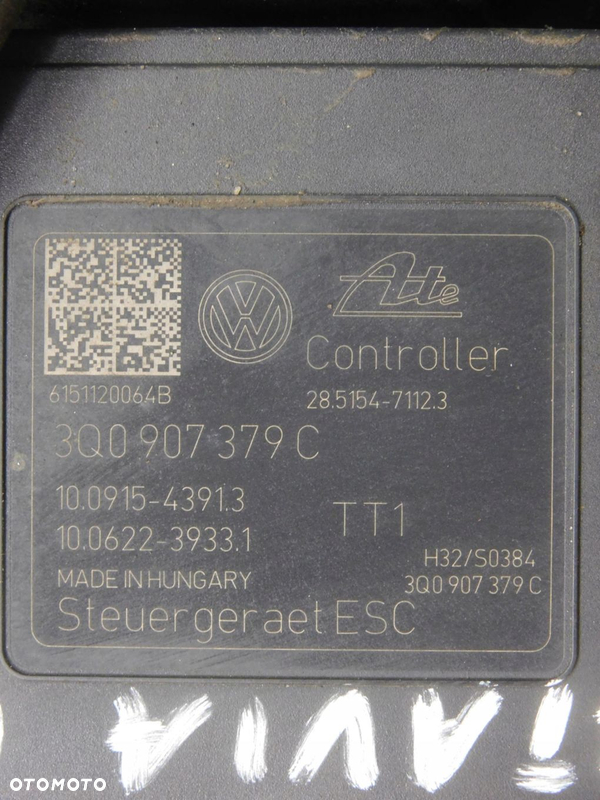 Ate
Controller
6151120064B
28.5154-7112.3
3Q0 907 379 C
10.0915-4391.3
TT1
10.0622-3933.1
H32/S0384
MADE IN HUNGARY
3Q0 907 379 C
Steuergeraet ESC
OTOMOTO